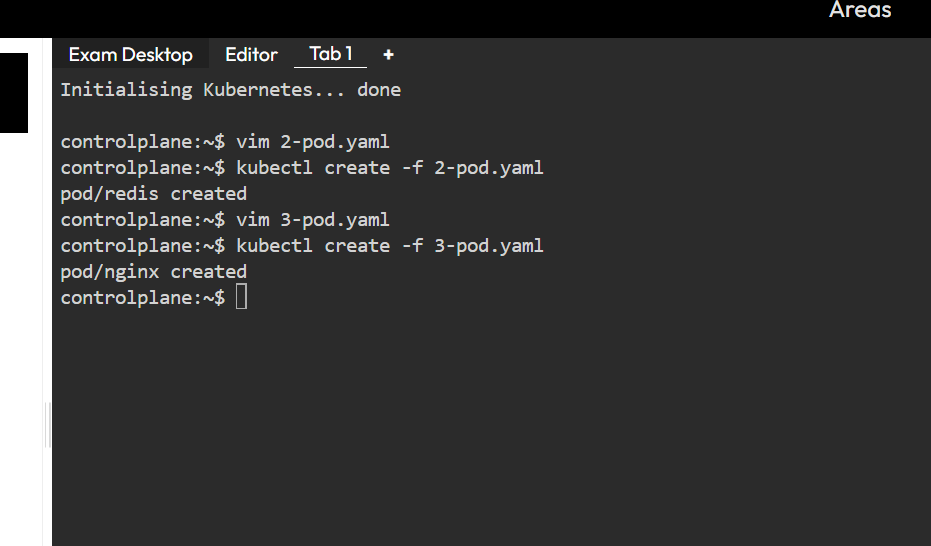 Areas
Exam Desktop Editor Tab 1 +
Initialising Kubernetes... done
controlplane:~$ vim 2-pod.yaml
controlplane:~$ kubectl create -f 2-pod.yaml
pod/redis created
controlplane:~$ vim 3-pod.yaml
controlplane:~$ kubectl create -f 3-pod.yaml
pod/nginx created
controlplane:~$